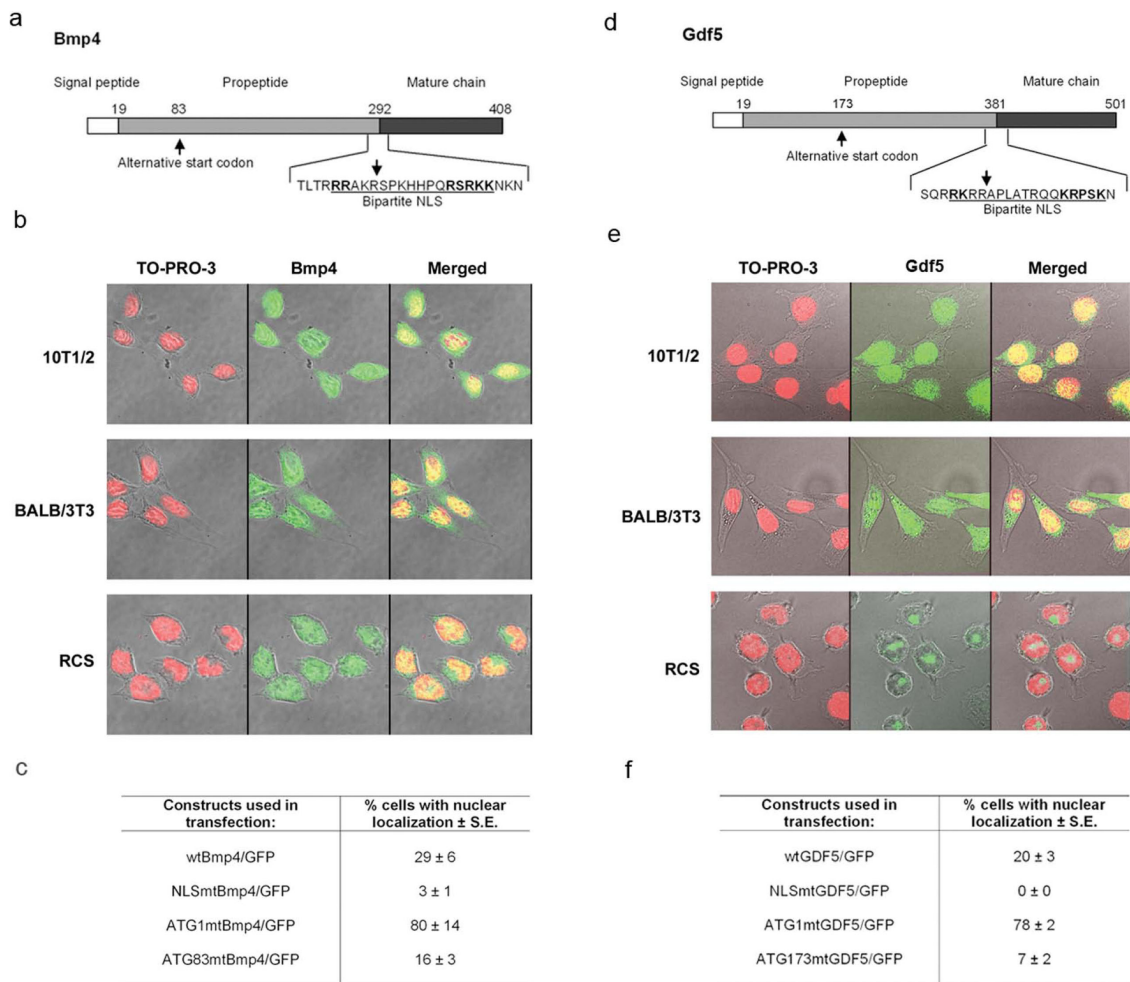 a
Bmp4
Signal peptide Propeptide Mature chain
19 83 292 408
Alternative start codon
TLTRRRAKRSPKHHPQRSRKKNKN
Bipartite NLS
b
TO-PRO-3 Bmp4 Merged
10T1/2
BALB/3T3
RCS
c
Constructs used in transfection: % cells with nuclear localization ± S.E.
wtBmp4/GFP 29 ± 6
NLSmtBmp4/GFP 3 ± 1
ATG1mtBmp4/GFP 80 ± 14
ATG83mtBmp4/GFP 16 ± 3
d
Gdf5
Signal peptide Propeptide Mature chain
19 173 381 501
Alternative start codon
SQRRKRRAPLATRQQKRPSKN
Bipartite NLS
e
TO-PRO-3 Gdf5 Merged
10T1/2
BALB/3T3
RCS
f
Constructs used in transfection: % cells with nuclear localization ± S.E.
wtGDF5/GFP 20 ± 3
NLSmtGDF5/GFP 0 ± 0
ATG1mtGDF5/GFP 78 ± 2
ATG173mtGDF5/GFP 7 ± 2